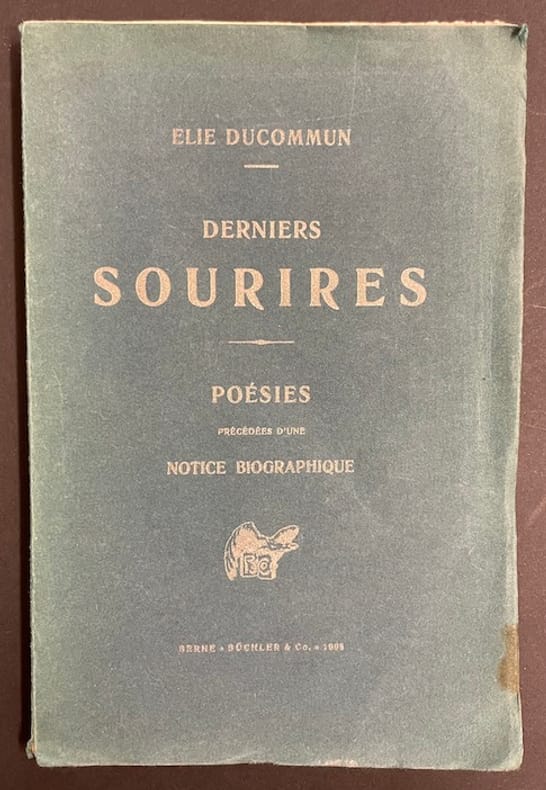 ELIE DUCOMMUN
DERNIERS
SOURIRES
POÉSIES
PRÉCÉDÉES D'UNE
NOTICE BIOGRAPHIQUE
BERNE • BÜCHLER & Co. • 1908